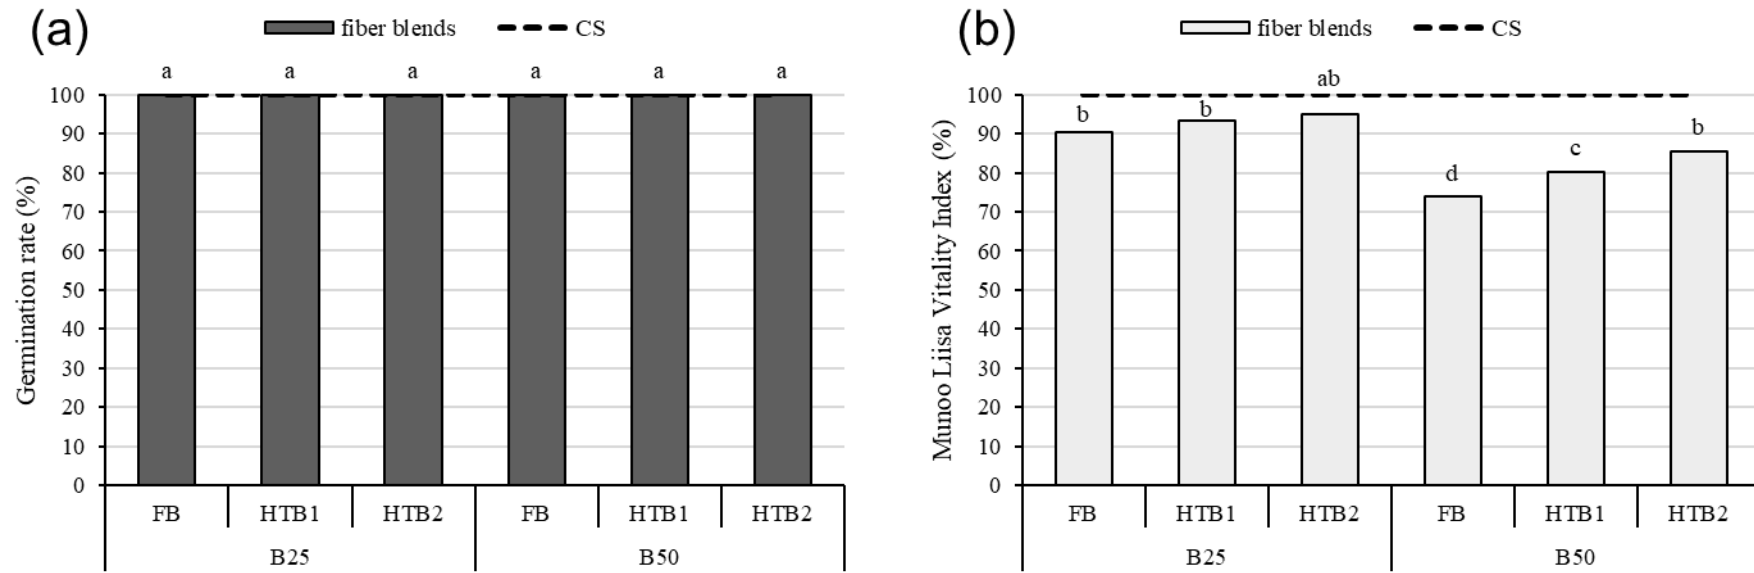 (a)
fiber blends CS
a a a a a a
Germination rate (%)
100
90
80
70
60
50
40
30
20
10
0
FB HTB1 HTB2 FB HTB1 HTB2
B25 B50
(b)
fiber blends CS
Munoo Liisa Vitality Index (%)
100
90
80
70
60
50
40
30
20
10
0
b b ab d c b
FB HTB1 HTB2 FB HTB1 HTB2
B25 B50